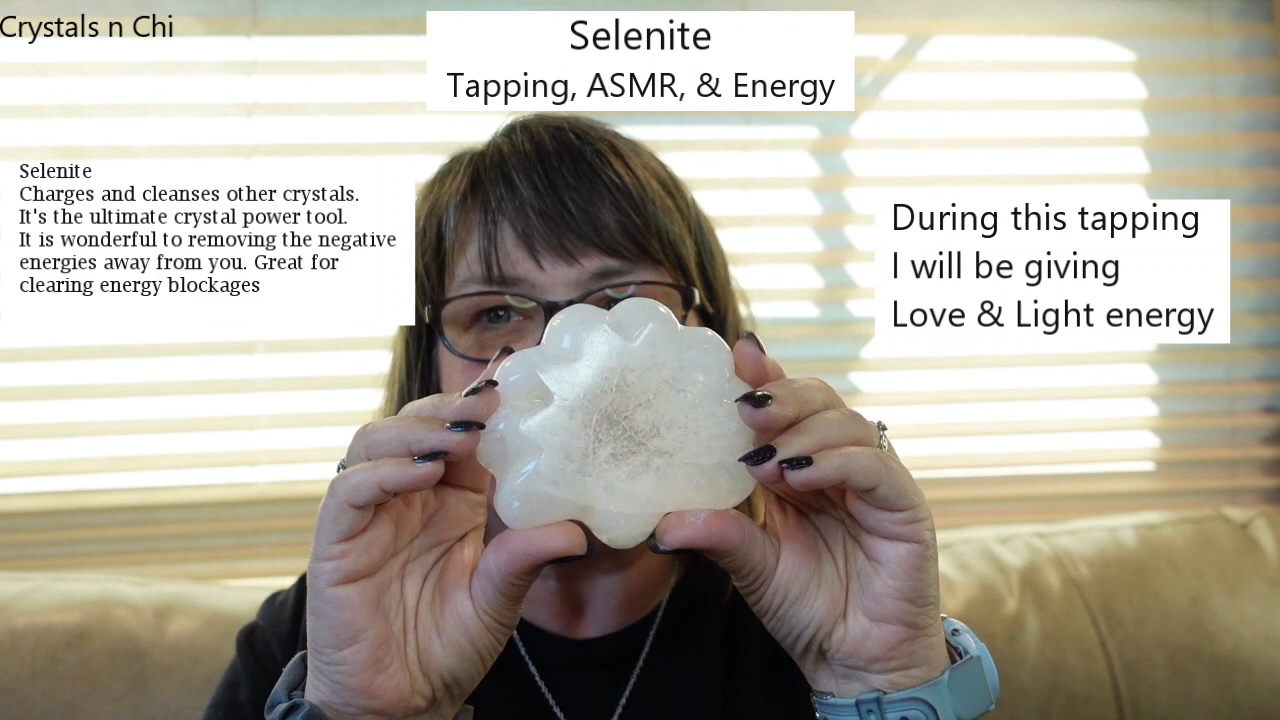 Crystals n Chi
Selenite
Tapping, ASMR, & Energy
Selenite
Charges and cleanses other crystals.
It's the ultimate crystal power tool.
It is wonderful to removing the negative
energies away from you. Great for
clearing energy blockages
During this tapping
I will be giving
Love & Light energy